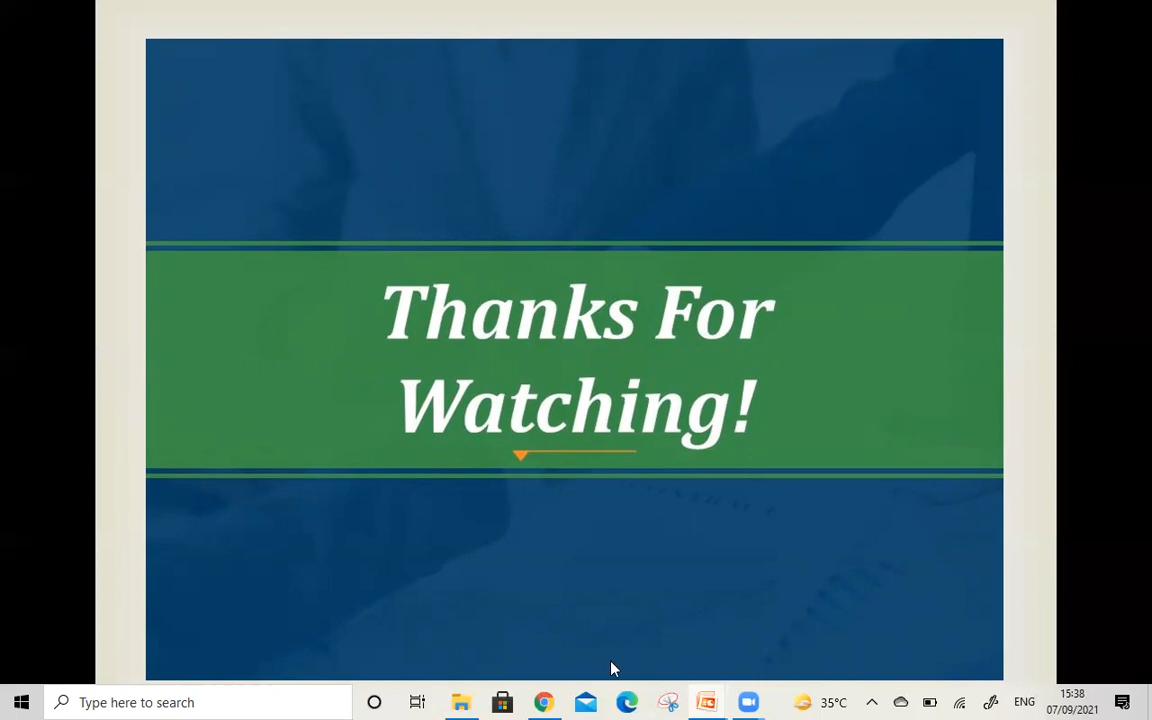 Thanks For
Watching!
Type here to search
35°C
ENG
15:38
07/09/2021